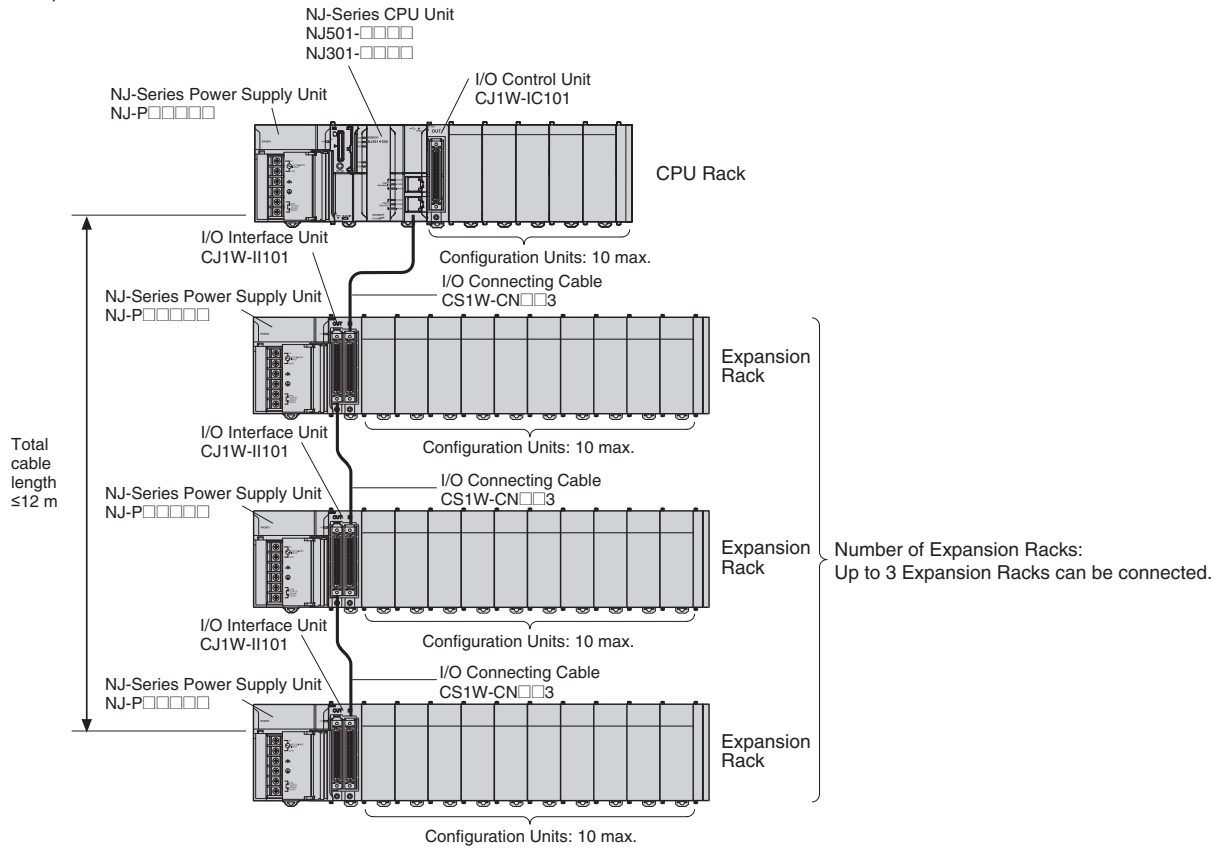 NJ-Series CPU Unit
NJ501-□□□□
NJ301-□□□□
I/O Control Unit
CJ1W-IC101
NJ-Series Power Supply Unit
NJ-P□□□□□
OUT
CPU Rack
I/O Interface Unit
CJ1W-II101
Configuration Units: 10 max.
I/O Connecting Cable
CS1W-CN□□3
NJ-Series Power Supply Unit
NJ-P□□□□□
OUT
Expansion
Rack
Configuration Units: 10 max.
I/O Interface Unit
CJ1W-II101
Total
cable
length
≤12 m
I/O Connecting Cable
CS1W-CN□□3
NJ-Series Power Supply Unit
NJ-P□□□□□
OUT
Expansion
Rack
Number of Expansion Racks:
Up to 3 Expansion Racks can be connected.
Configuration Units: 10 max.
I/O Interface Unit
CJ1W-II101
I/O Connecting Cable
CS1W-CN□□3
NJ-Series Power Supply Unit
NJ-P□□□□□
OUT
Expansion
Rack
Configuration Units: 10 max.